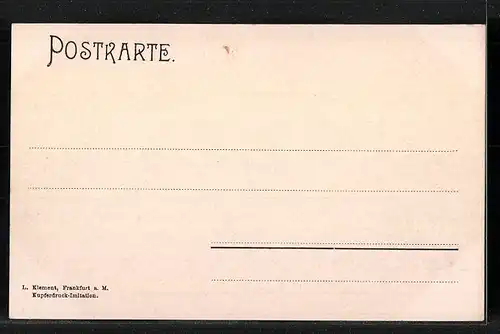 POSTKARTE.
L. Klement, Frankfurt a. M.
Kupferdruck-Imitation.